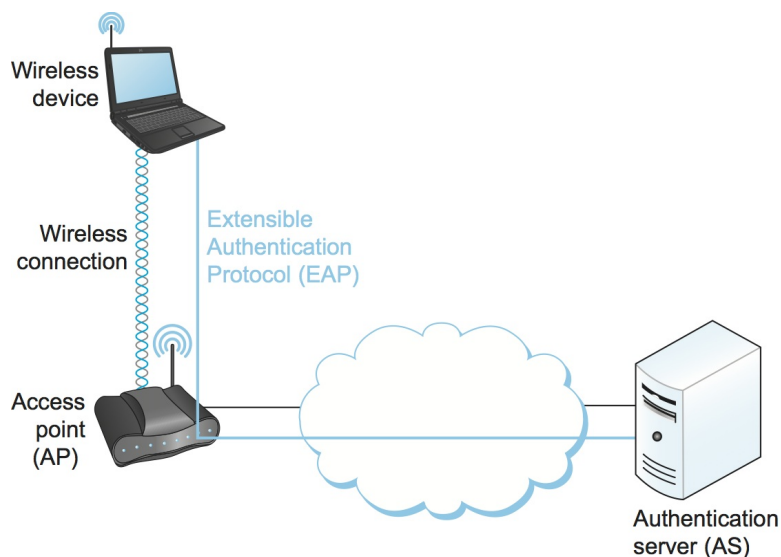 Wireless
device
Wireless
connection
Extensible
Authentication
Protocol (EAP)
Access
point
(AP)
Authentication
server (AS)